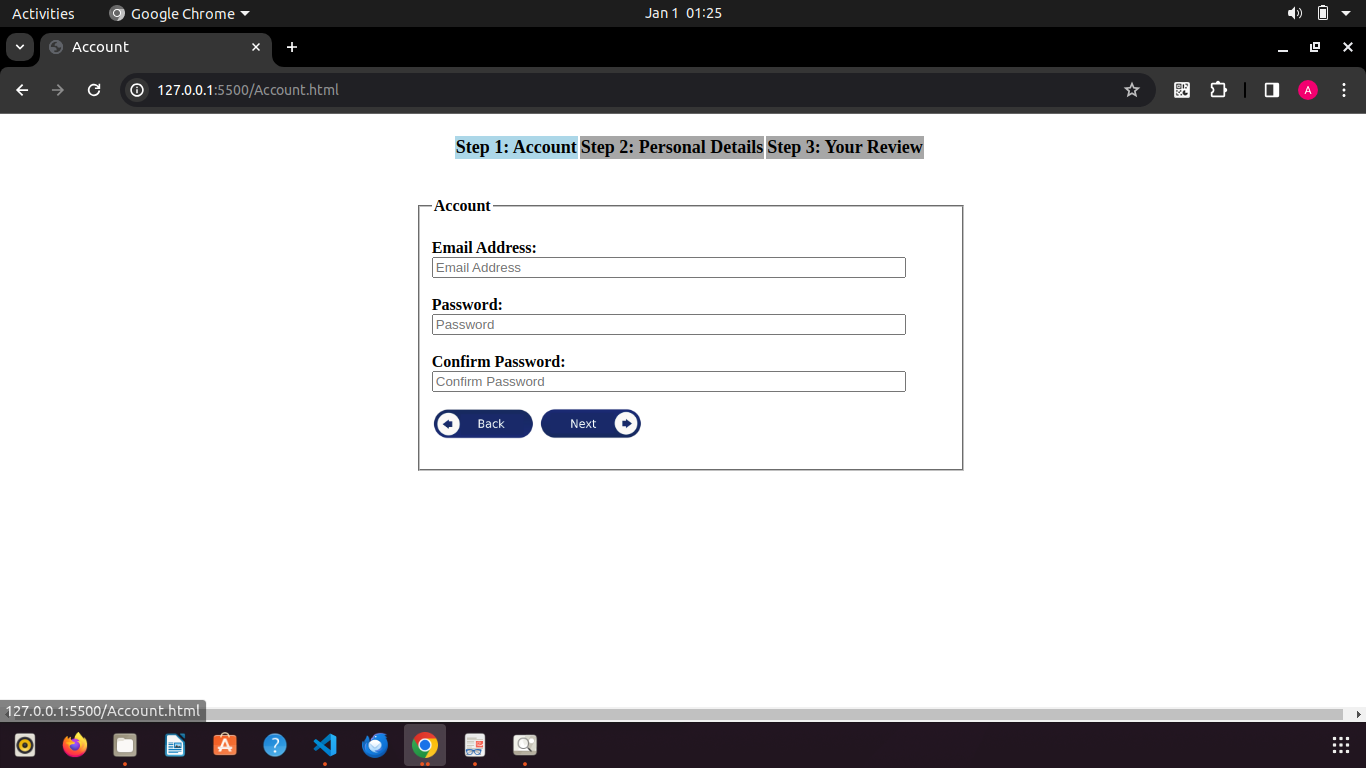 Activities Google Chrome Jan 1 01:25
Account
127.0.0.1:5500/Account.html A
Step 1: Account Step 2: Personal Details Step 3: Your Review
Account
Email Address:
Email Address
Password:
Password
Confirm Password:
Confirm Password
Back Next
127.0.0.1:5500/Account.html